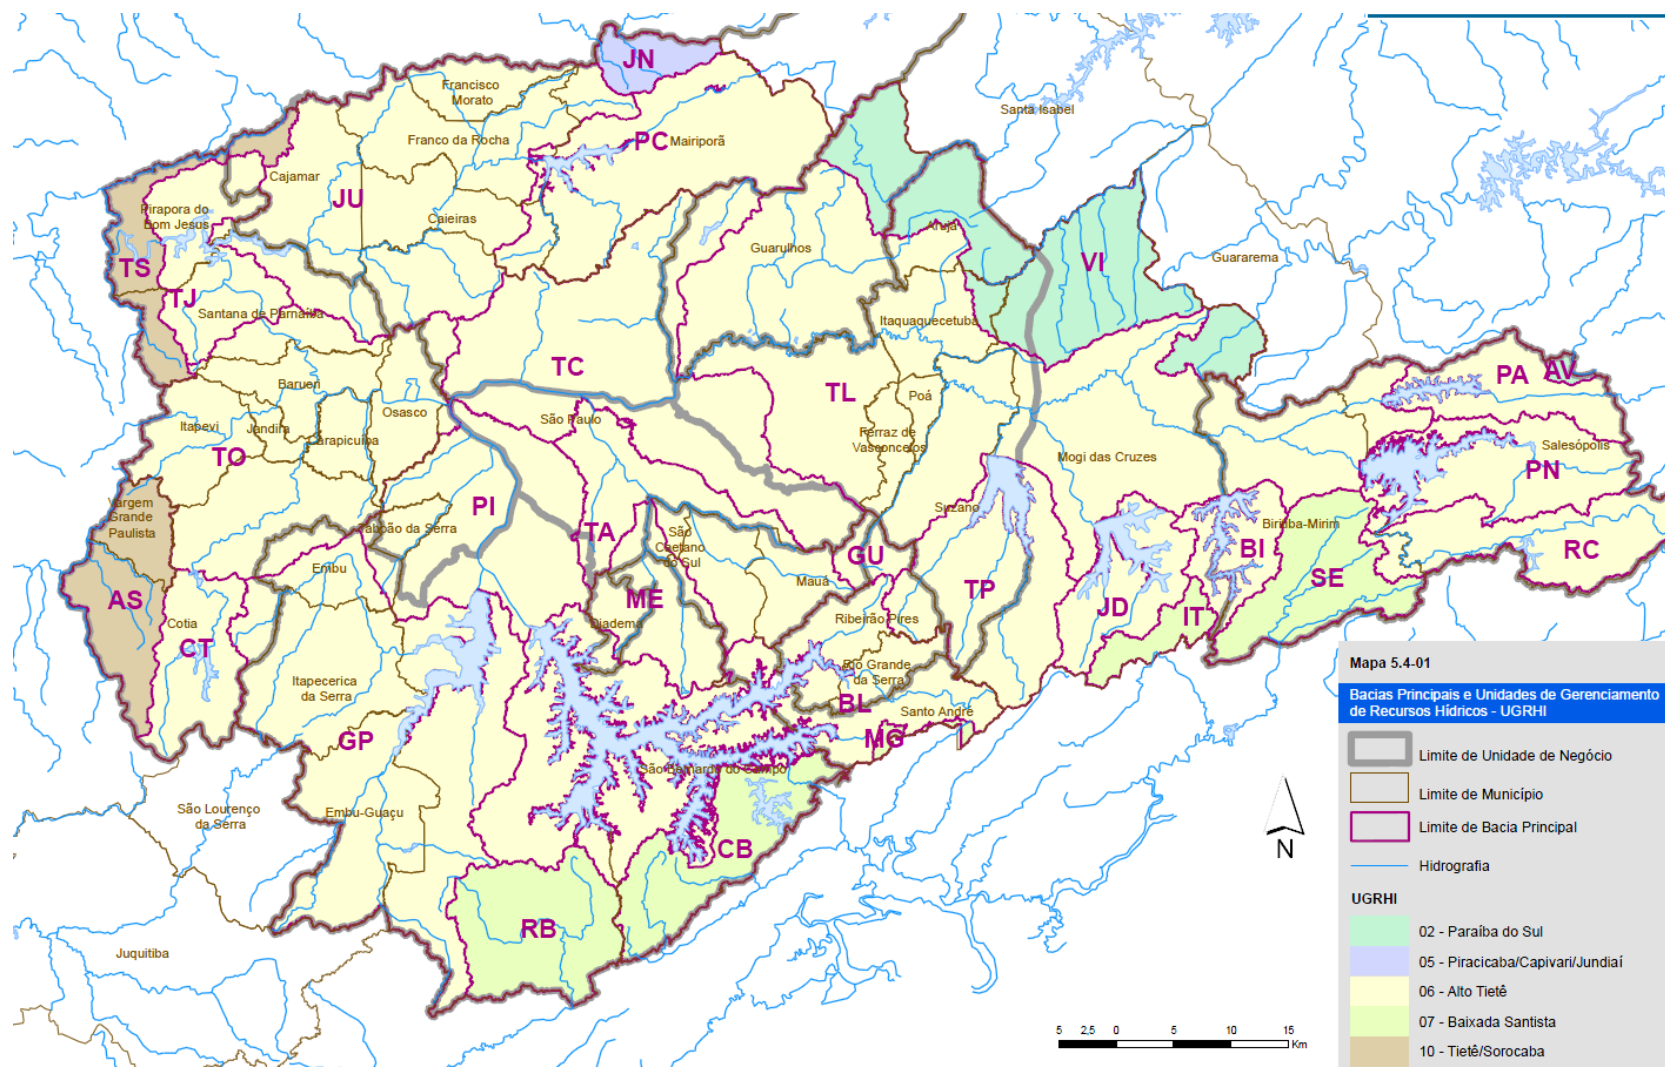 JN
Francisco
Morato
Santa Isabel
Franco da Rocha
PC
Mairiporã
Cajamar
JU
Pirapora do
Bom Jesus
Caieiras
Arujá
Guarulhos
VI
Guararema
TS
TJ
Santana de Parnaíba
Itaquaquecetuba
TC
PA
AV
Barueri
TL
Poá
Osasco
São Paulo
Itapevi
Jandira
Carapicuíba
Ferraz de
Vasconcelos
Salesópolis
TO
Mogi das Cruzes
PN
Vargem
Grande
Paulista
PI
Suzano
Taboão da Serra
TA
São
Caetano
do Sul
Biritiba-Mirim
GU
BI
RC
Embu
Mauá
TP
SE
AS
ME
JD
IT
Cotia
Diadema
Ribeirão Pires
CT
Rio Grande
da Serra
Itapecerica
da Serra
BL
Santo André
GP
MG
São Bernardo do Campo
São Lourenço
da Serra
Embu-Guaçu
CB
RB
Juquitiba
N
5 2,5 0 5 10 15
Km
Mapa 5.4-01
Bacias Principais e Unidades de Gerenciamento
de Recursos Hídricos - UGRHI
Limite de Unidade de Negócio
Limite de Município
Limite de Bacia Principal
Hidrografia
UGRHI
02 - Paraíba do Sul
05 - Piracicaba/Capivari/Jundiaí
06 - Alto Tietê
07 - Baixada Santista
10 - Tietê/Sorocaba